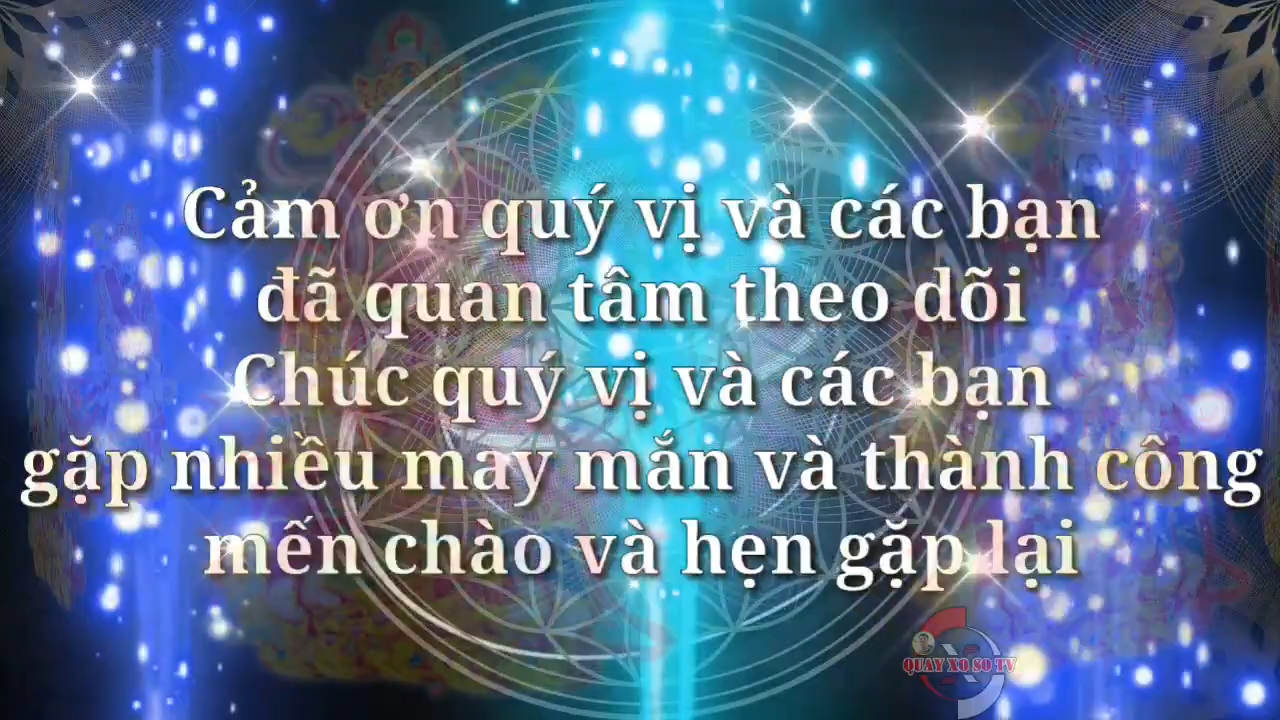 Cảm ơn quý vị và các bạn
đã quan tâm theo dõi
Chúc quý vị và các bạn
gặp nhiều may mắn và thành công
mến chào và hẹn gặp lại
QUAY XO SO TV